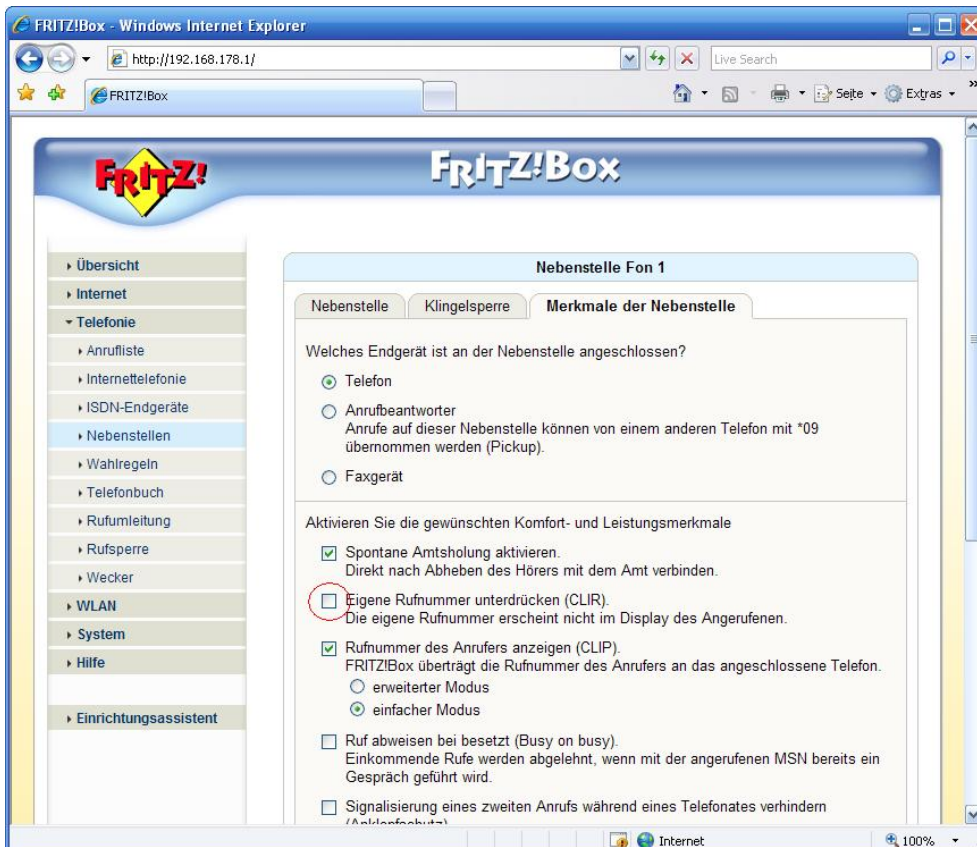 FRITZ!Box - Windows Internet Explorer
http://192.168.178.1/
Live Search
FRITZ!Box
Seite
Extras
»
FRITZ!
FRITZ!Box
Übersicht
Internet
Telefonie
Anrufliste
Internettelefonie
ISDN-Endgeräte
Nebenstellen
Wahlregeln
Telefonbuch
Rufumleitung
Rufsperre
Wecker
WLAN
System
Hilfe
Einrichtungsassistent
Nebenstelle Fon 1
Nebenstelle
Klingelsperre
Merkmale der Nebenstelle
Welches Endgerät ist an der Nebenstelle angeschlossen?
Telefon
Anrufbeantworter
Anrufe auf dieser Nebenstelle können von einem anderen Telefon mit *09
übernommen werden (Pickup).
Faxgerät
Aktivieren Sie die gewünschten Komfort- und Leistungsmerkmale
Spontane Amtsholung aktivieren.
Direkt nach Abheben des Hörers mit dem Amt verbinden.
Eigene Rufnummer unterdrücken (CLIR).
Die eigene Rufnummer erscheint nicht im Display des Angerufenen.
Rufnummer des Anrufers anzeigen (CLIP).
FRITZ!Box überträgt die Rufnummer des Anrufers an das angeschlossene Telefon.
erweiterter Modus
einfacher Modus
Ruf abweisen bei besetzt (Busy on busy).
Einkommende Rufe werden abgelehnt, wenn mit der angerufenen MSN bereits ein
Gespräch geführt wird.
Signalisierung eines zweiten Anrufs während eines Telefonates verhindern
(Anklopfschutz)
Internet
100%